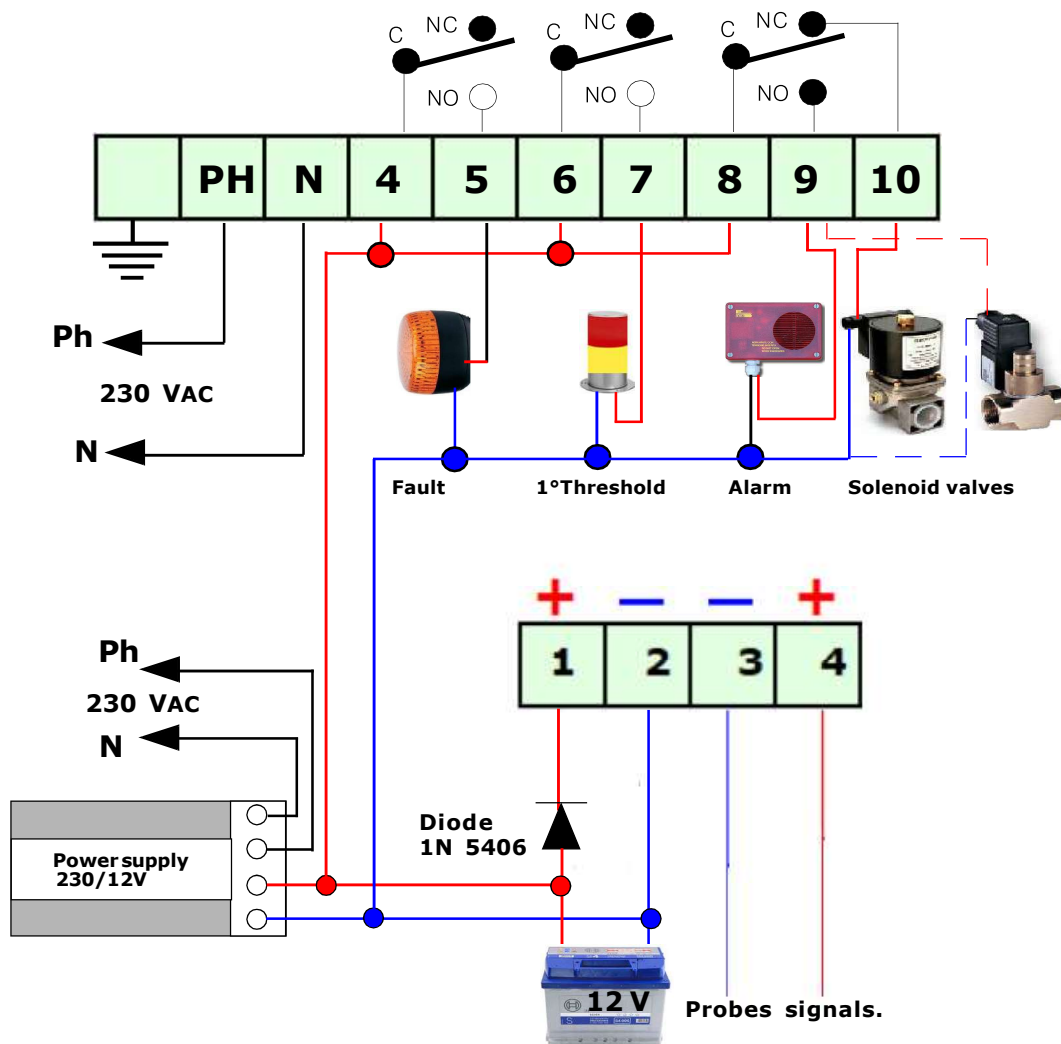 C NC C NC C NC
NO NO NO
PH N 4 5 6 7 8 9 10
Ph
230 VAC
N
Fault 1°Threshold Alarm Solenoid valves
+ — — +
1 2 3 4
Ph
230 VAC
N
Diode
1N 5406
Power supply
230/12V
12 V
Probes signals.